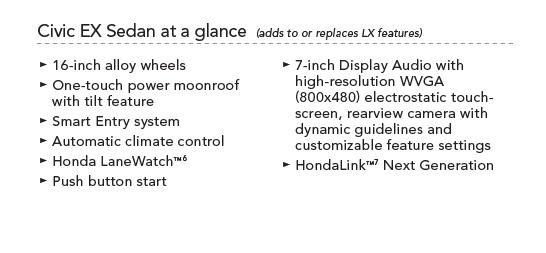 Civic EX Sedan at a glance (adds to or replaces LX features)
► 16-inch alloy wheels
► One-touch power moonroof
with tilt feature
► Smart Entry system
► Automatic climate control
► Honda LaneWatch™⁶
► Push button start
► 7-inch Display Audio with
high-resolution WVGA
(800x480) electrostatic touch-
screen, rearview camera with
dynamic guidelines and
customizable feature settings
► HondaLink™⁷ Next Generation